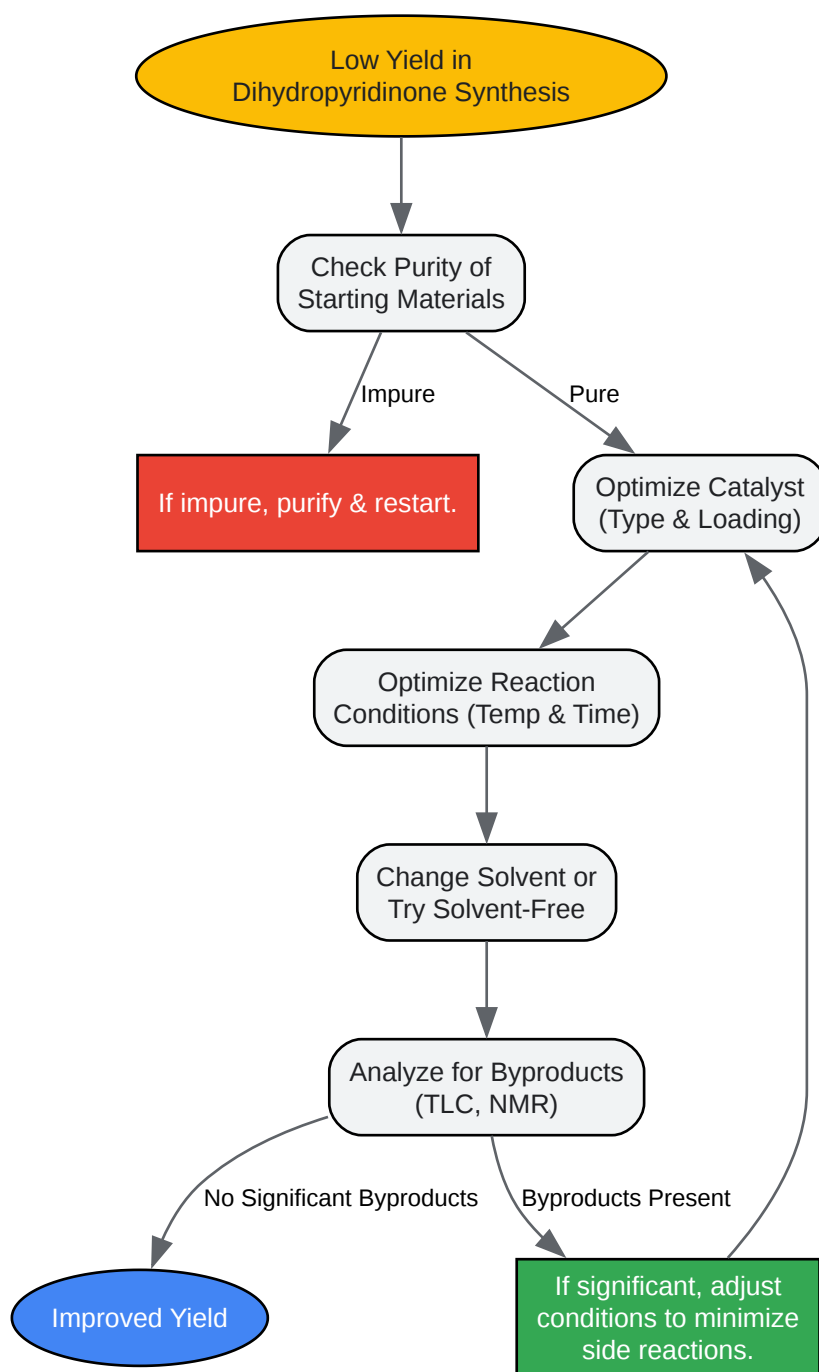 Low Yield in
Dihydropyridinone Synthesis
Check Purity of
Starting Materials
Impure
Pure
If impure, purify & restart.
Optimize Catalyst
(Type & Loading)
Optimize Reaction
Conditions (Temp & Time)
Change Solvent or
Try Solvent-Free
Analyze for Byproducts
(TLC, NMR)
No Significant Byproducts
Byproducts Present
Improved Yield
If significant, adjust
conditions to minimize
side reactions.